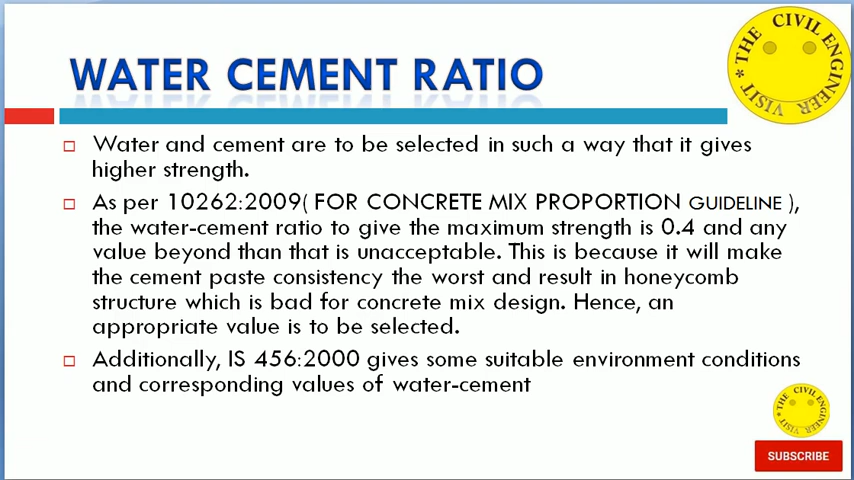 WATER CEMENT RATIO
* THE CIVIL ENGINEER VISIT
Water and cement are to be selected in such a way that it gives
higher strength.
As per 10262:2009( FOR CONCRETE MIX PROPORTION GUIDELINE ),
the water-cement ratio to give the maximum strength is 0.4 and any
value beyond than that is unacceptable. This is because it will make
the cement paste consistency the worst and result in honeycomb
structure which is bad for concrete mix design. Hence, an
appropriate value is to be selected.
Additionally, IS 456:2000 gives some suitable environment conditions
and corresponding values of water-cement
* THE CIVIL ENGINEER VISIT
SUBSCRIBE